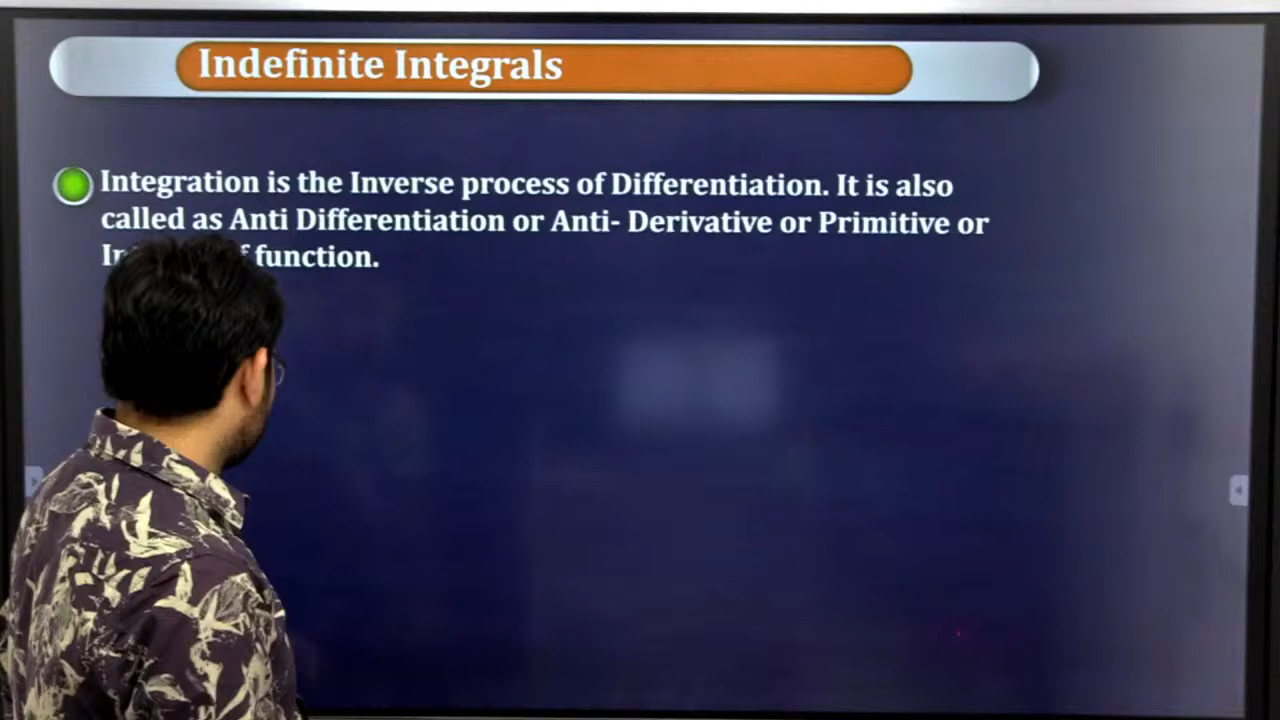 Indefinite Integrals
Integration is the Inverse process of Differentiation. It is also
called as Anti Differentiation or Anti- Derivative or Primitive or
function.